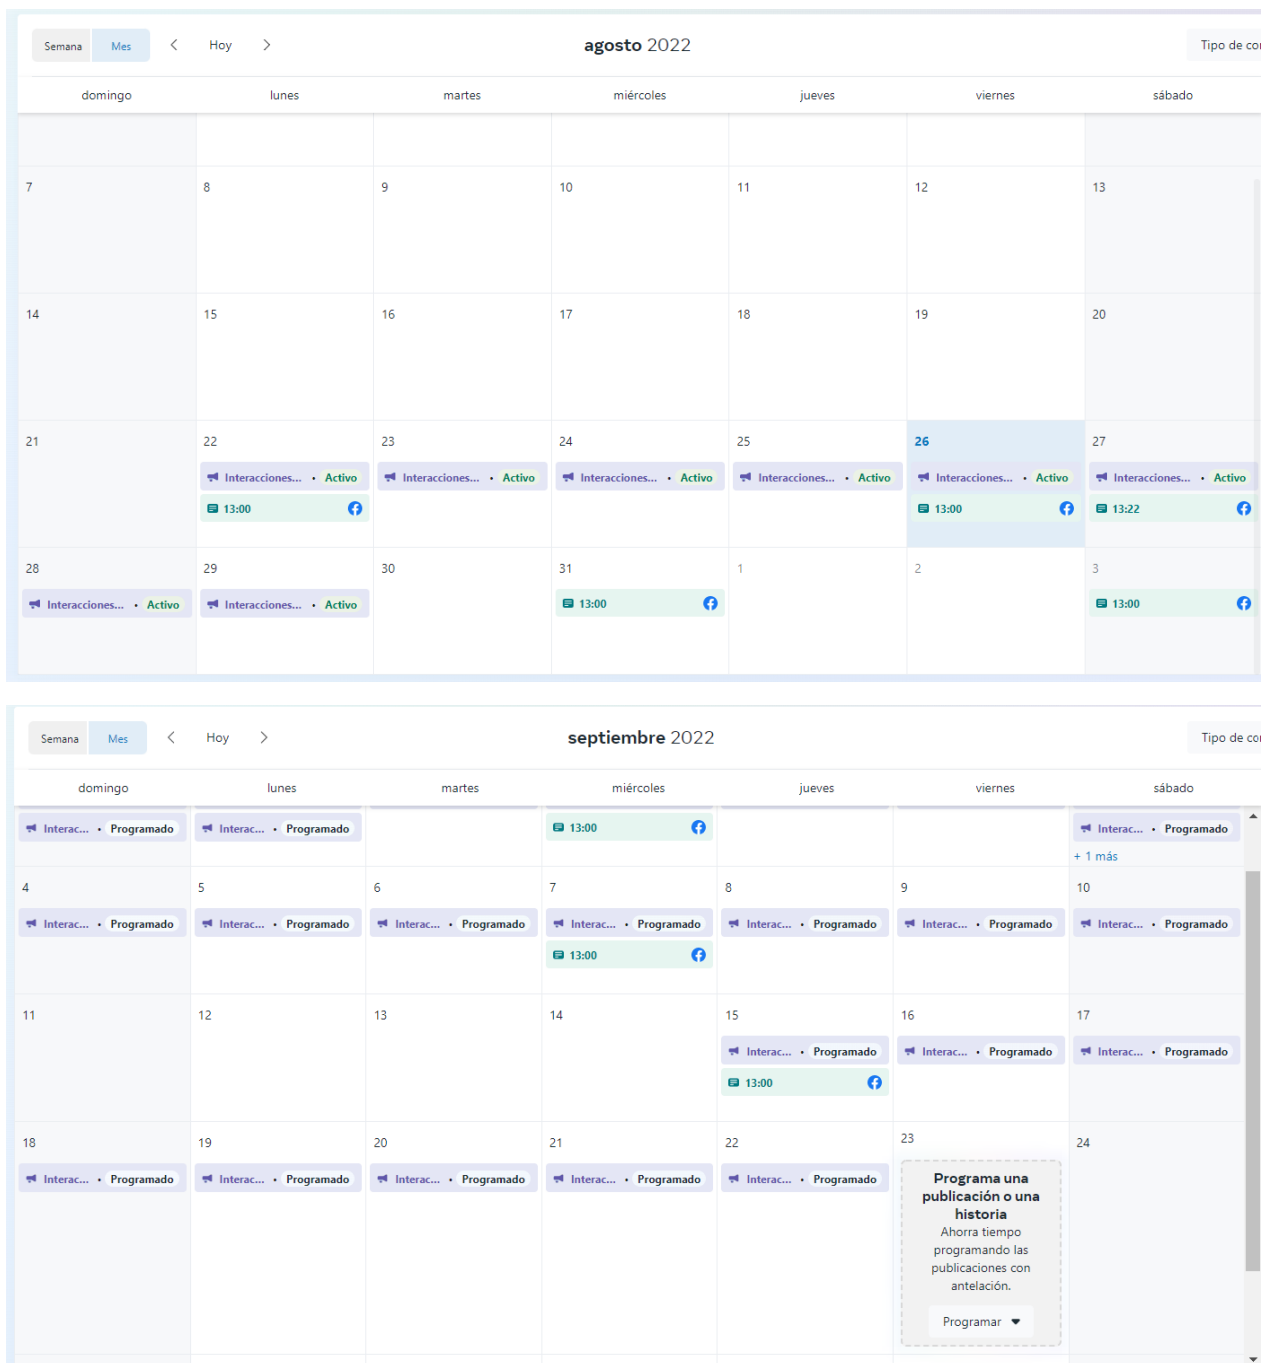 Semana Mes Hoy agosto 2022 Tipo de cor
domingo lunes martes miércoles jueves viernes sábado
7 8 9 10 11 12 13
14 15 16 17 18 19 20
21 22 23 24 25 26 27
Interacciones... • Activo Interacciones... • Activo Interacciones... • Activo Interacciones... • Activo Interacciones... • Activo Interacciones... • Activo
13:00 13:00 13:22
28 29 30 31 1 2 3
Interacciones... • Activo Interacciones... • Activo 13:00 13:00
Semana Mes Hoy septiembre 2022 Tipo de cor
domingo lunes martes miércoles jueves viernes sábado
Interac... • Programado Interac... • Programado 13:00 Interac... • Programado
+ 1 más
4 5 6 7 8 9 10
Interac... • Programado Interac... • Programado Interac... • Programado Interac... • Programado Interac... • Programado Interac... • Programado Interac... • Programado
13:00
11 12 13 14 15 16 17
Interac... • Programado Interac... • Programado Interac... • Programado
13:00
18 19 20 21 22 23 24
Interac... • Programado Interac... • Programado Interac... • Programado Interac... • Programado Interac... • Programado
Programa una
publicación o una
historia
Ahorra tiempo
programando las
publicaciones con
antelación.
Programar